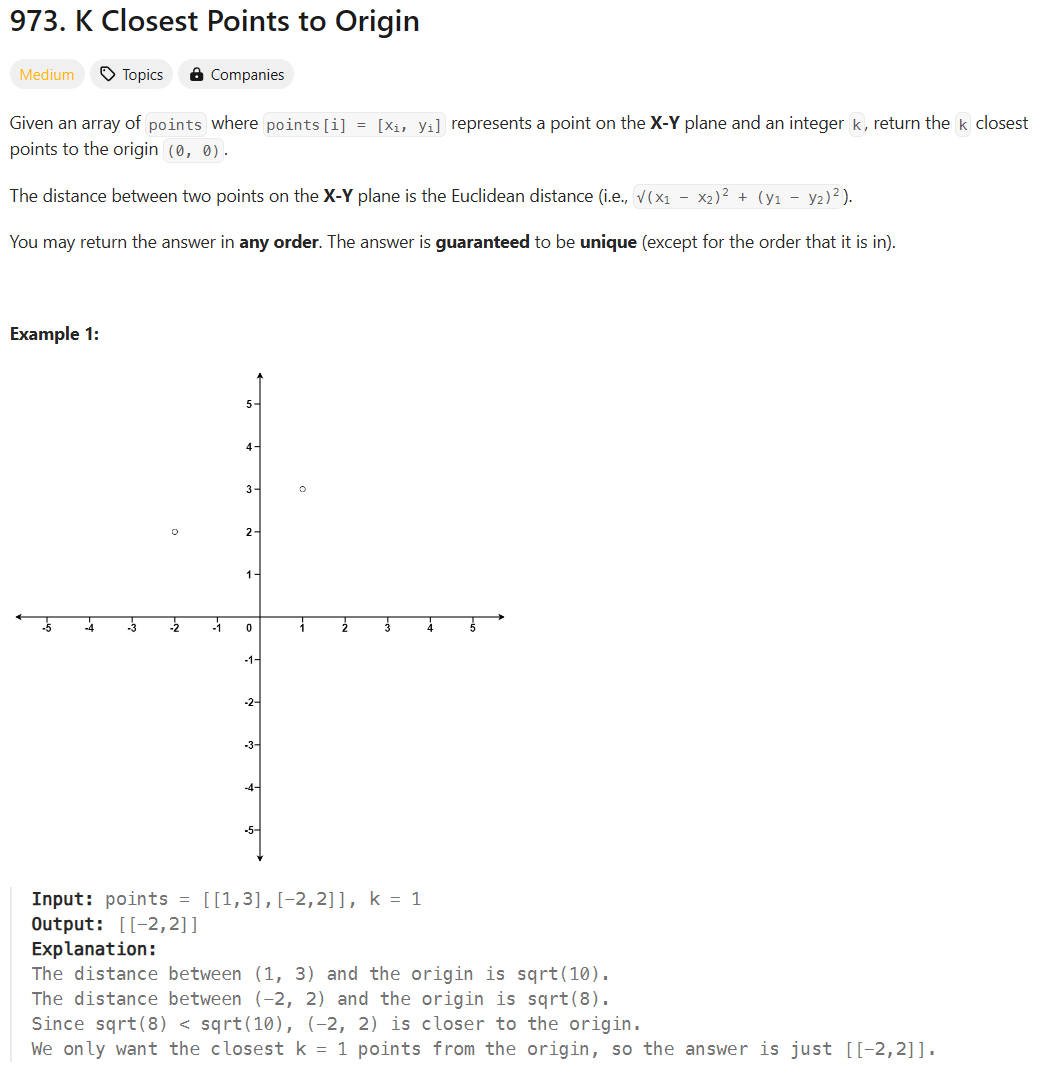 973. K Closest Points to Origin
Medium Topics Companies
Given an array of points where points[i] = [xᵢ, yᵢ] represents a point on the X-Y plane and an integer k, return the k closest
points to the origin (0, 0).
The distance between two points on the X-Y plane is the Euclidean distance (i.e., √(x₁ − x₂)² + (y₁ − y₂)²).
You may return the answer in any order. The answer is guaranteed to be unique (except for the order that it is in).
Example 1:
5
4
3
2
1
-5 -4 -3 -2 -1 0 1 2 3 4 5
-1
-2
-3
-4
-5
Input: points = [[1,3],[-2,2]], k = 1
Output: [[-2,2]]
Explanation:
The distance between (1, 3) and the origin is sqrt(10).
The distance between (-2, 2) and the origin is sqrt(8).
Since sqrt(8) < sqrt(10), (-2, 2) is closer to the origin.
We only want the closest k = 1 points from the origin, so the answer is just [[-2,2]].